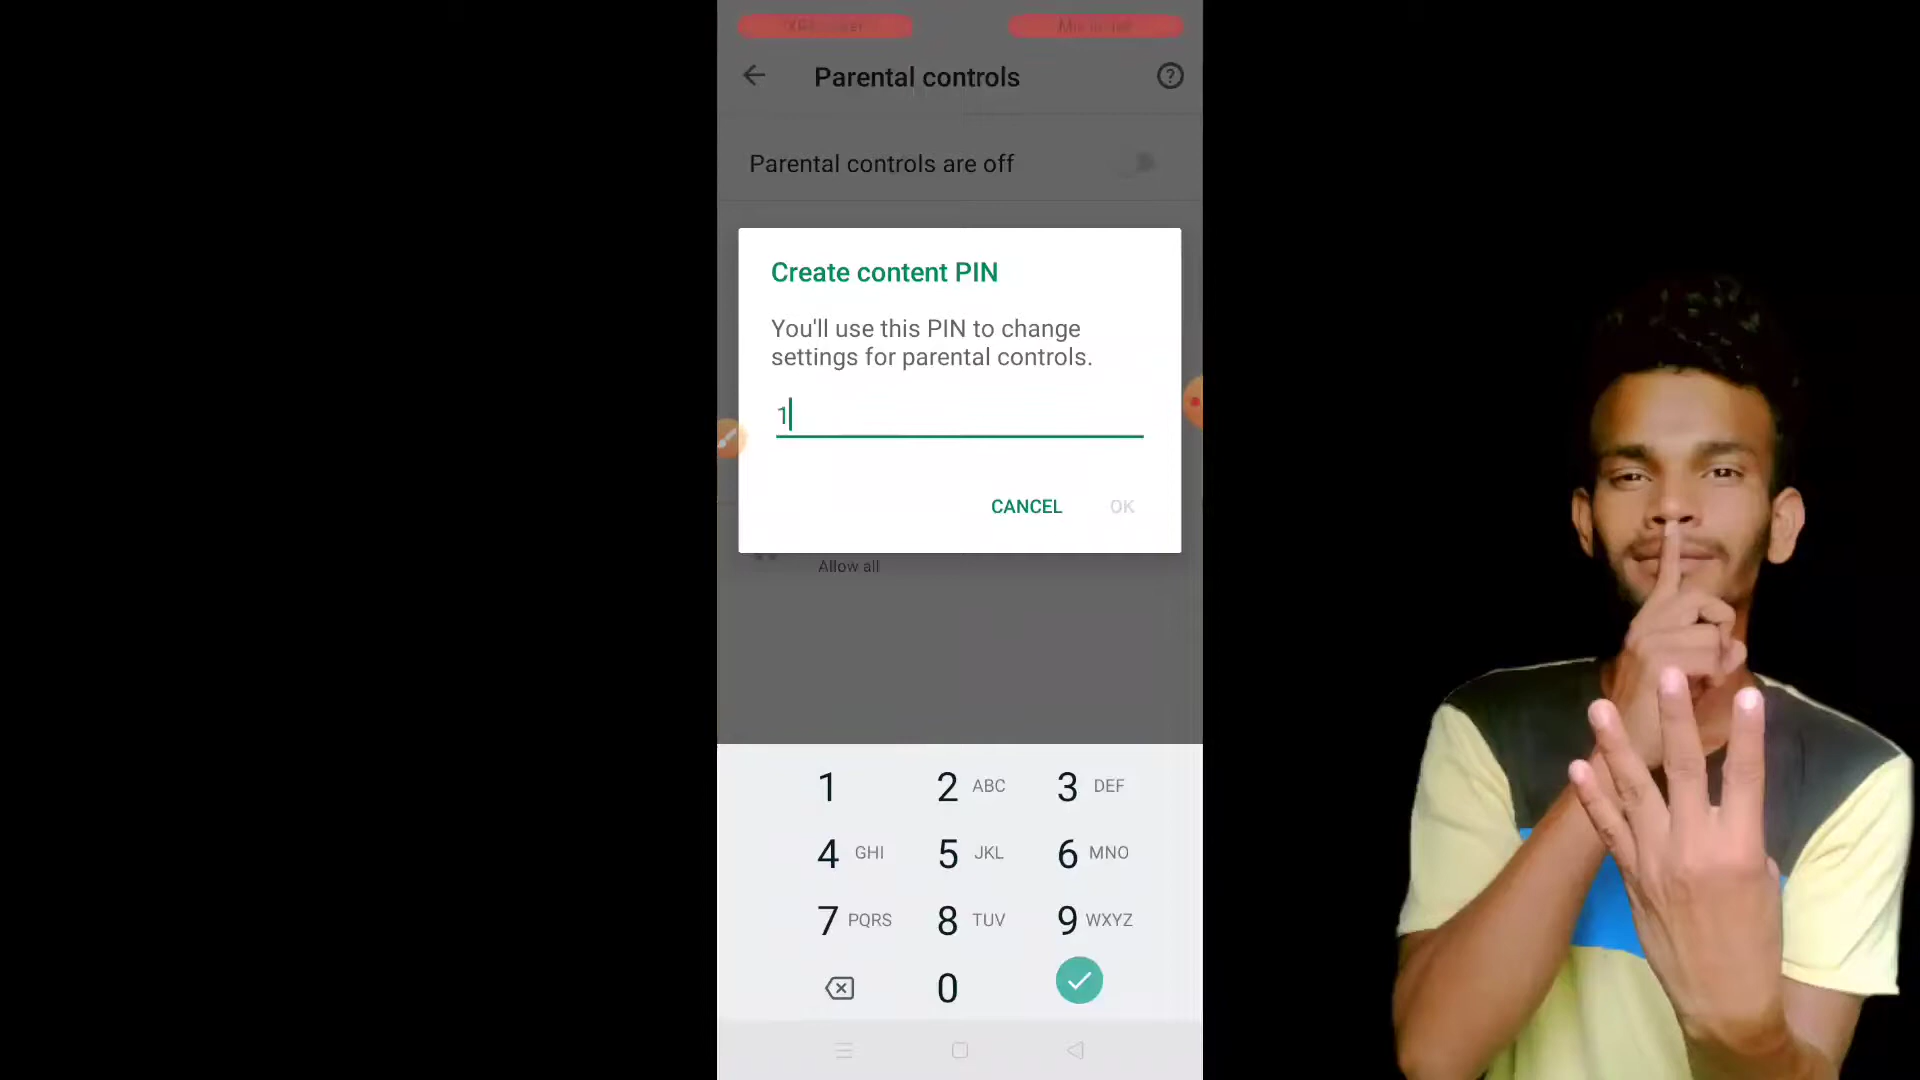 Parental controls
Parental controls are off
Create content PIN
You'll use this PIN to change
settings for parental controls.
1
CANCEL OK
Allow all
1 2 ABC 3 DEF
4 GHI 5 JKL 6 MNO
7 PQRS 8 TUV 9 WXYZ
0